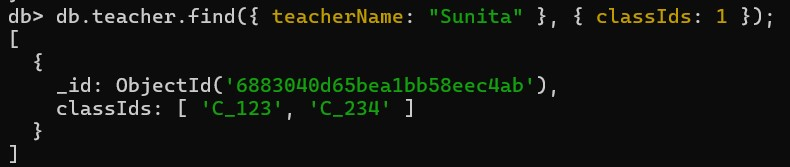 db> db.teacher.find({ teacherName: "Sunita" }, { classIds: 1 });
[
  {
    _id: ObjectId('6883040d65bea1bb58eec4ab'),
    classIds: [ 'C_123', 'C_234' ]
  }
]